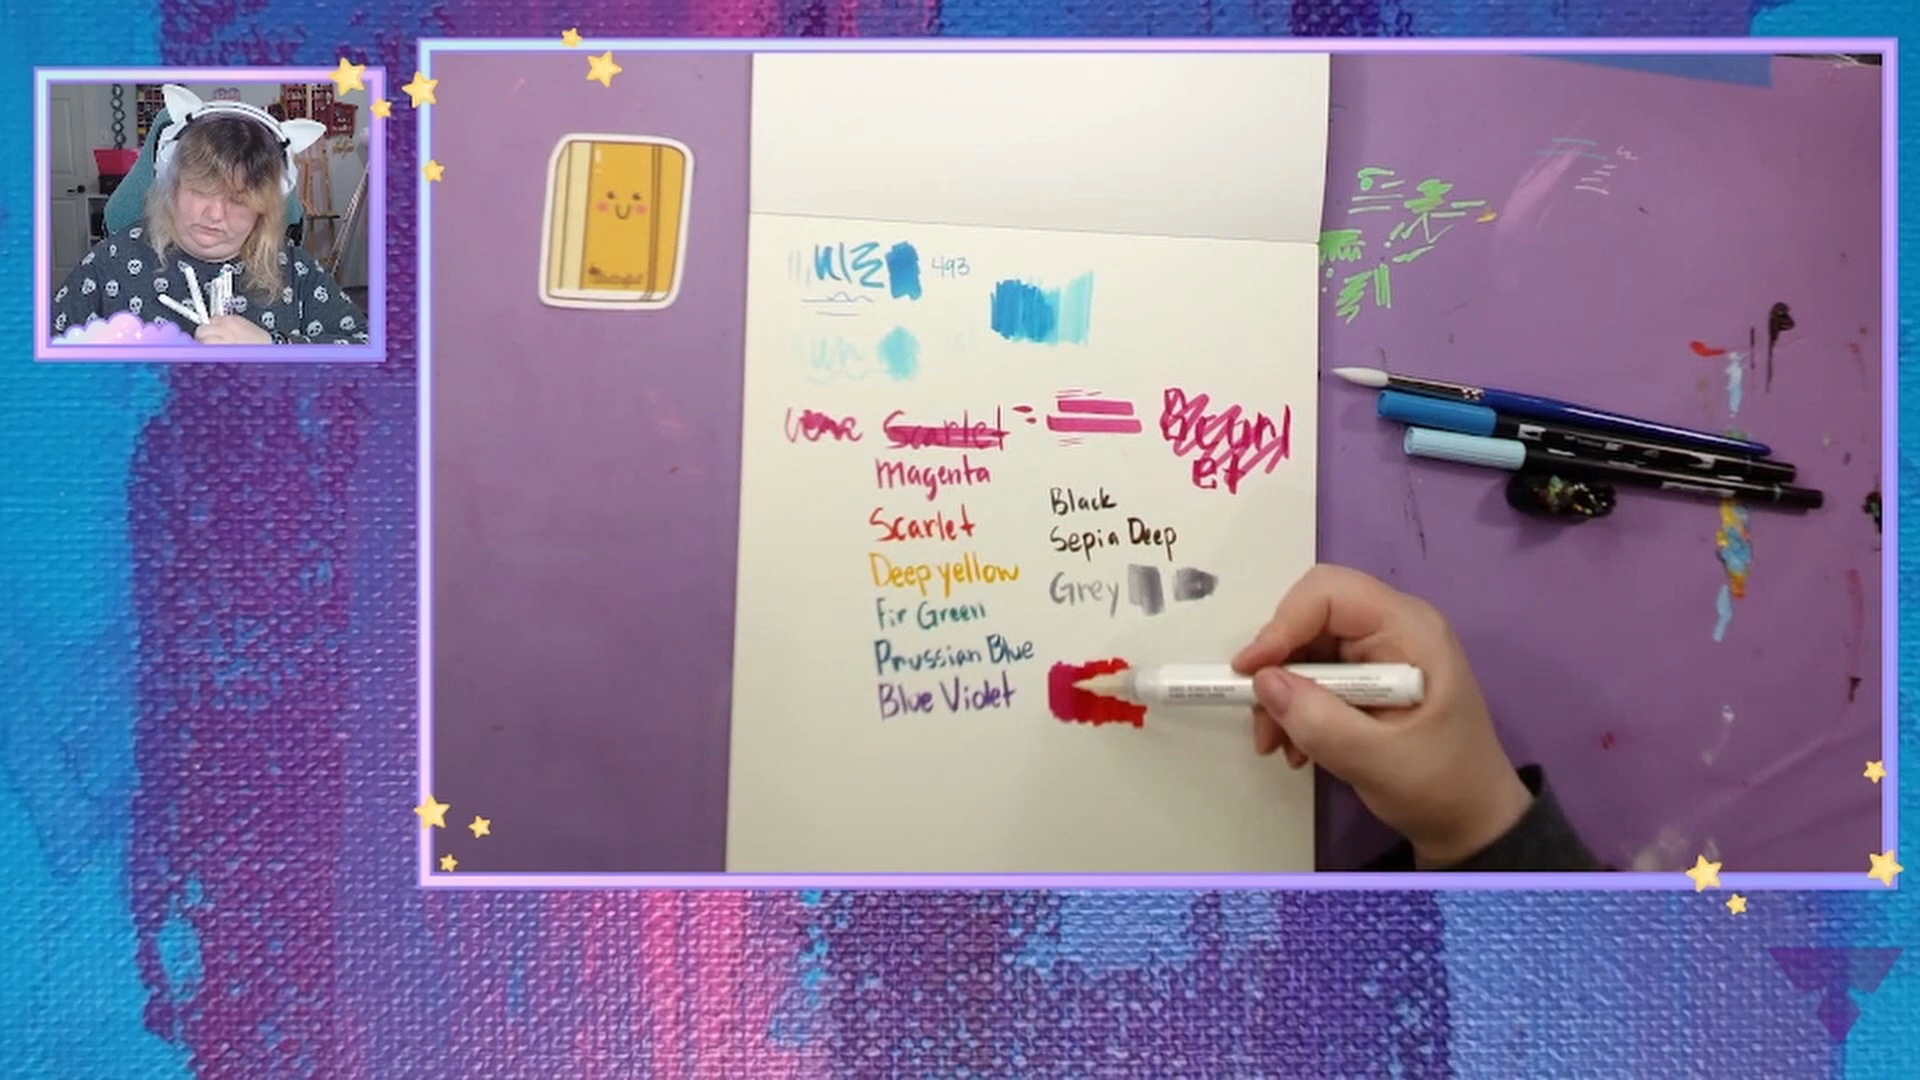 493
Scarlet
Magenta
Scarlet
Deep yellow
Fir Green
Prussian Blue
Blue Violet
Black
Sepia Deep
Grey